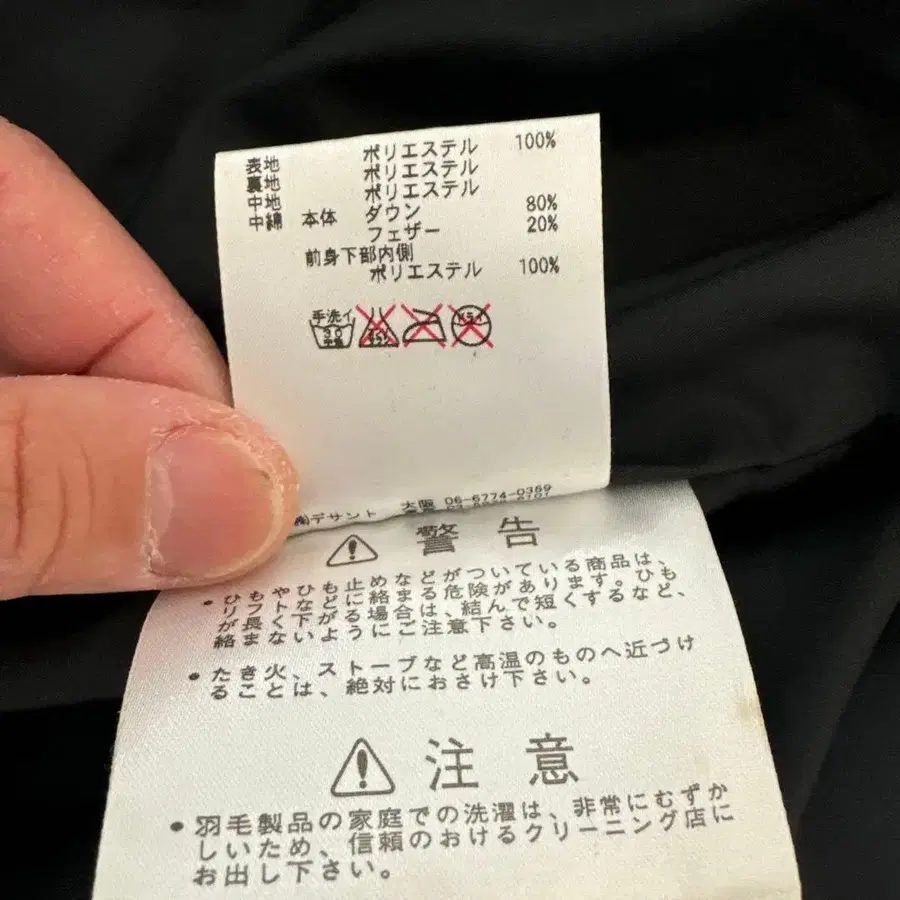 表地 ポリエステル 100%
裏地 ポリエステル
中地 ポリエステル
中綿 本体 ダウン 80%
フェザー 20%
前身下部内側
ポリエステル 100%
手洗イ
30
中性
エンソサラシ
ドライ
㈱デサント 大阪 06-6774-0369
警告
・ひもやひも止めなどがついている商品は、
リフトなどに絡まる危険があります。ひも
が長く下がる場合は、結んで短くするなど、
絡まないようにご注意下さい。
・たき火、ストーブなど高温のものへ近づけ
ることは、絶対におさけ下さい。
注意
・羽毛製品の家庭での洗濯は、非常にむずか
しいため、信頼のおけるクリーニング店に
お出し下さい。